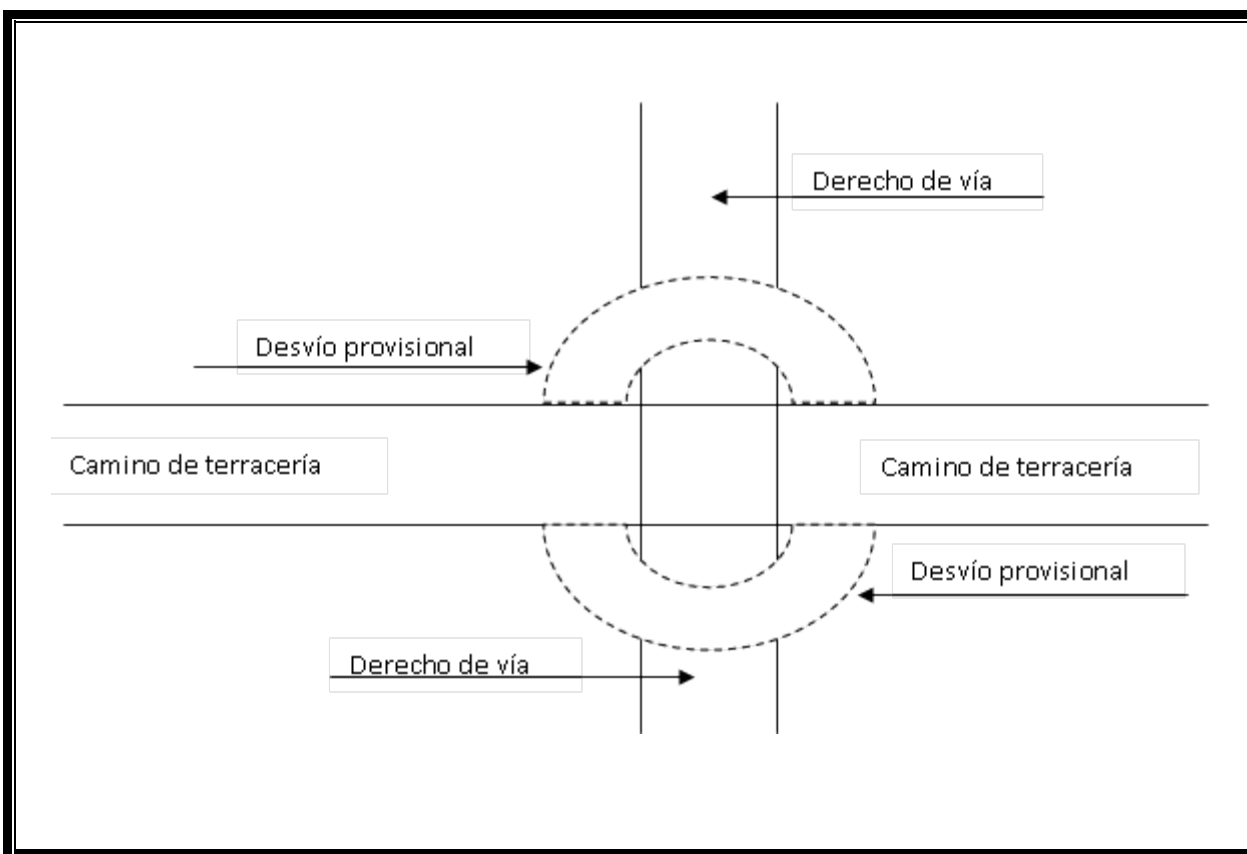 Derecho de vía
Desvío provisional
Camino de terracería
Camino de terracería
Desvío provisional
Derecho de vía